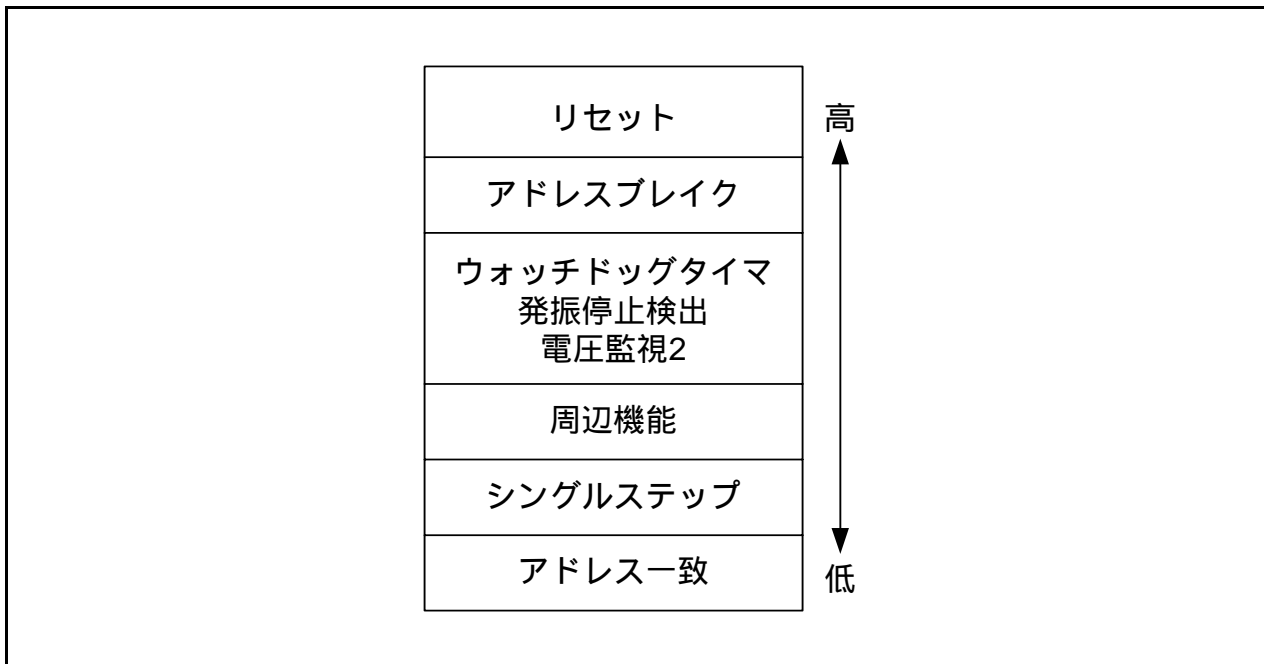 リセット
高
アドレスブレイク
ウォッチドッグタイマ
発振停止検出
電圧監視2
周辺機能
シングルステップ
アドレス一致
低